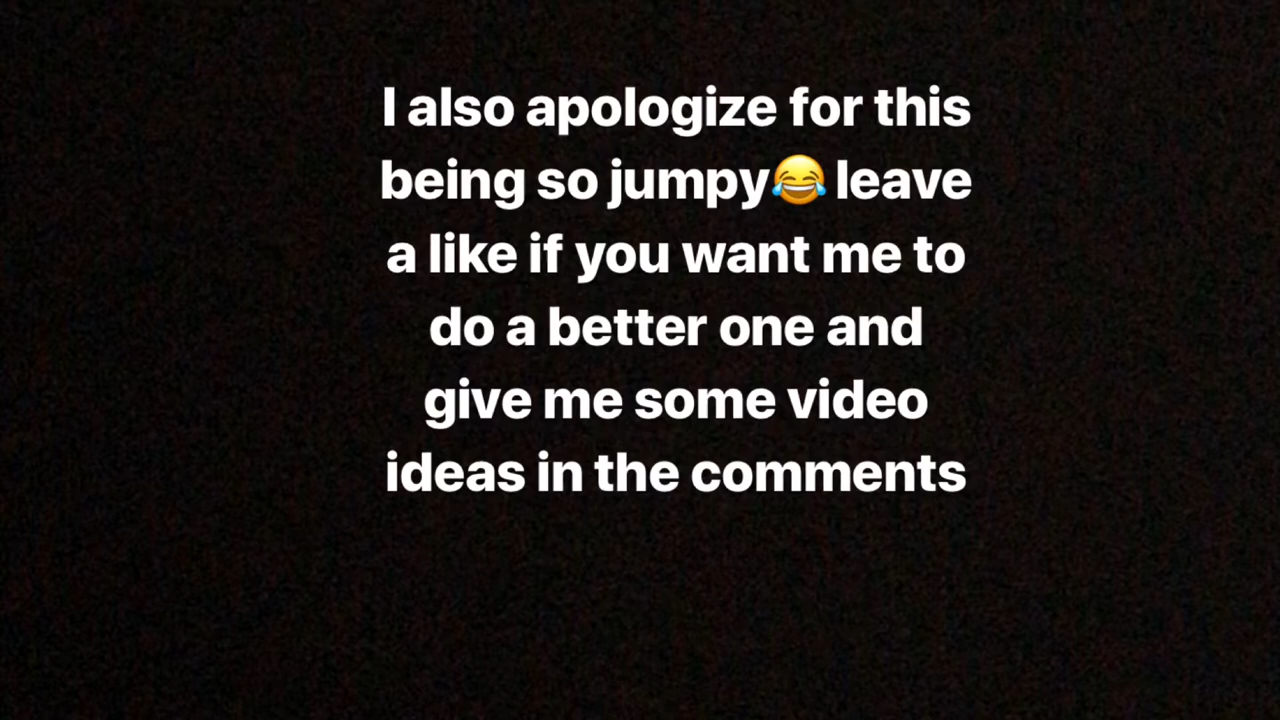 I also apologize for this
being so jumpy😂 leave
a like if you want me to
do a better one and
give me some video
ideas in the comments